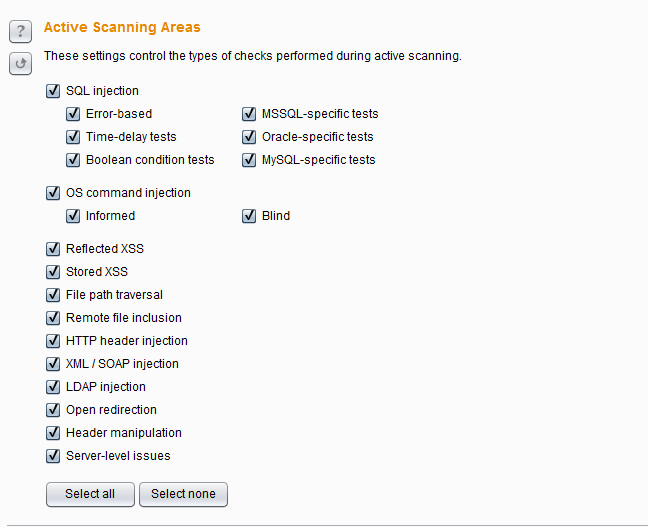 ?
Active Scanning Areas
These settings control the types of checks performed during active scanning.
SQL injection
Error-based MSSQL-specific tests
Time-delay tests Oracle-specific tests
Boolean condition tests MySQL-specific tests
OS command injection
Informed Blind
Reflected XSS
Stored XSS
File path traversal
Remote file inclusion
HTTP header injection
XML / SOAP injection
LDAP injection
Open redirection
Header manipulation
Server-level issues
Select all Select none